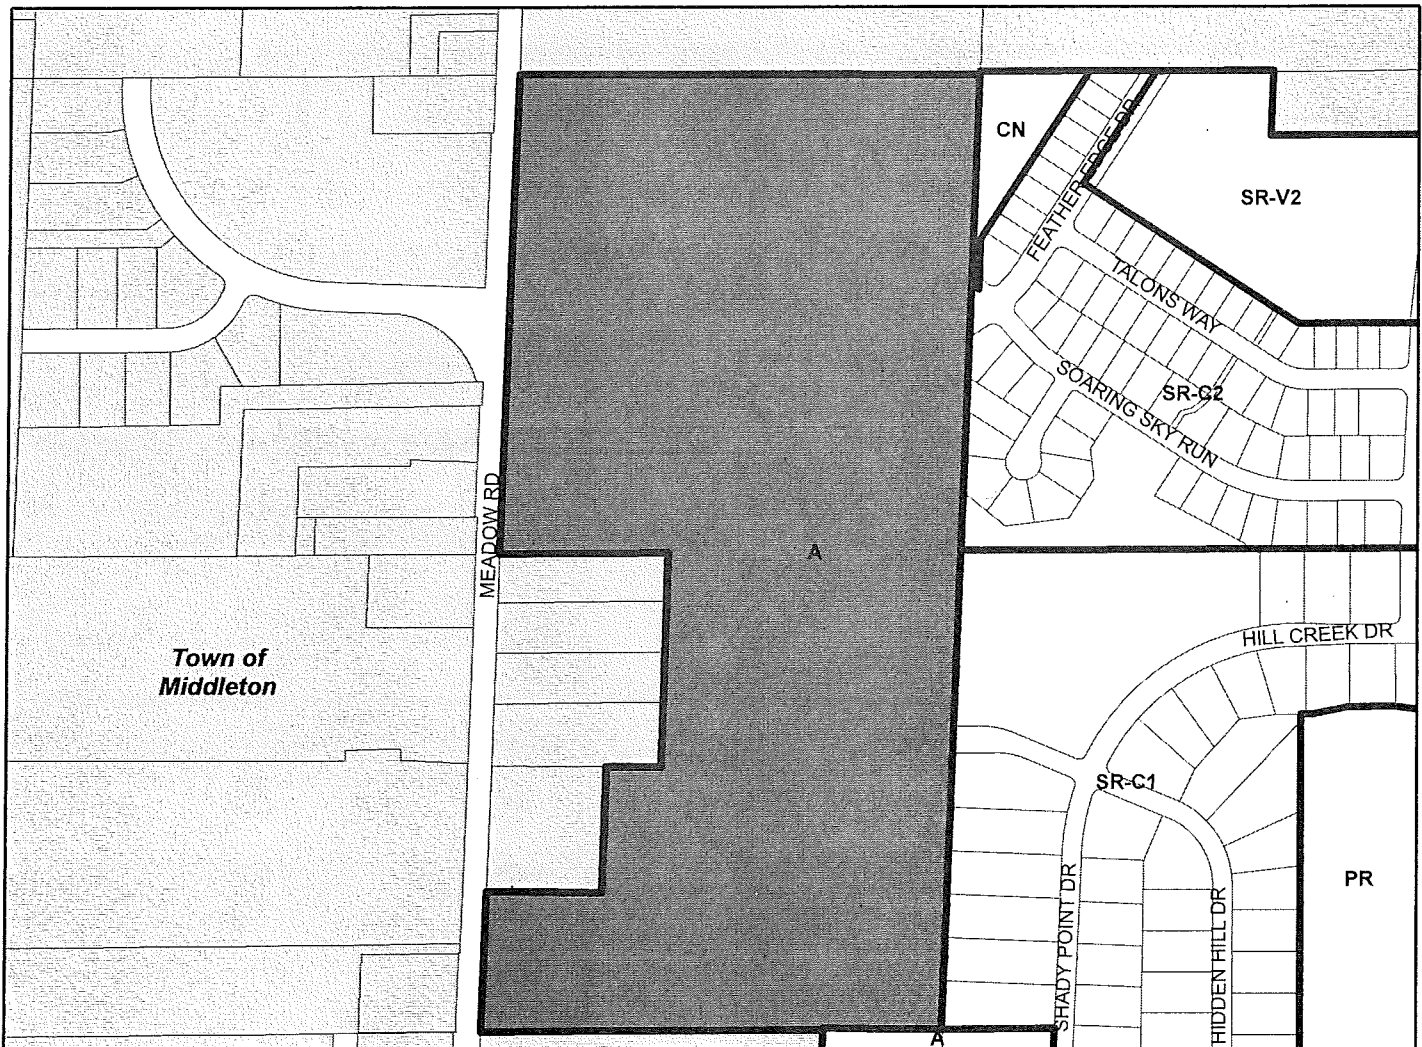 CN
FEATHER EDGE DR
SR-V2
TALONS WAY
SOARING SKY RUN
SR-C2
MEADOW RD
A
Town of
Middleton
HILL CREEK DR
SR-C1
PR
SHADY POINT DR
HIDDEN HILL DR
A